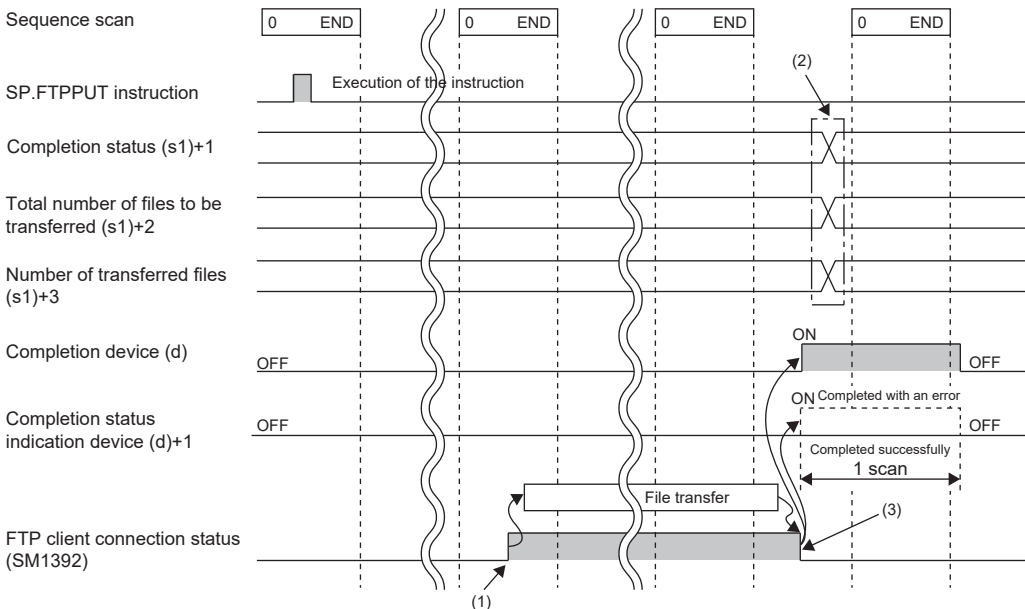 Sequence scan
0 END
0 END
0 END
0 END
(2)
SP.FTPPUT instruction
Execution of the instruction
Completion status (s1)+1
Total number of files to be
transferred (s1)+2
Number of transferred files
(s1)+3
Completion device (d)
OFF
ON
OFF
Completion status
indication device (d)+1
OFF
ON
Completed with an error
OFF
Completed successfully
1 scan
File transfer
(3)
FTP client connection status
(SM1392)
(1)